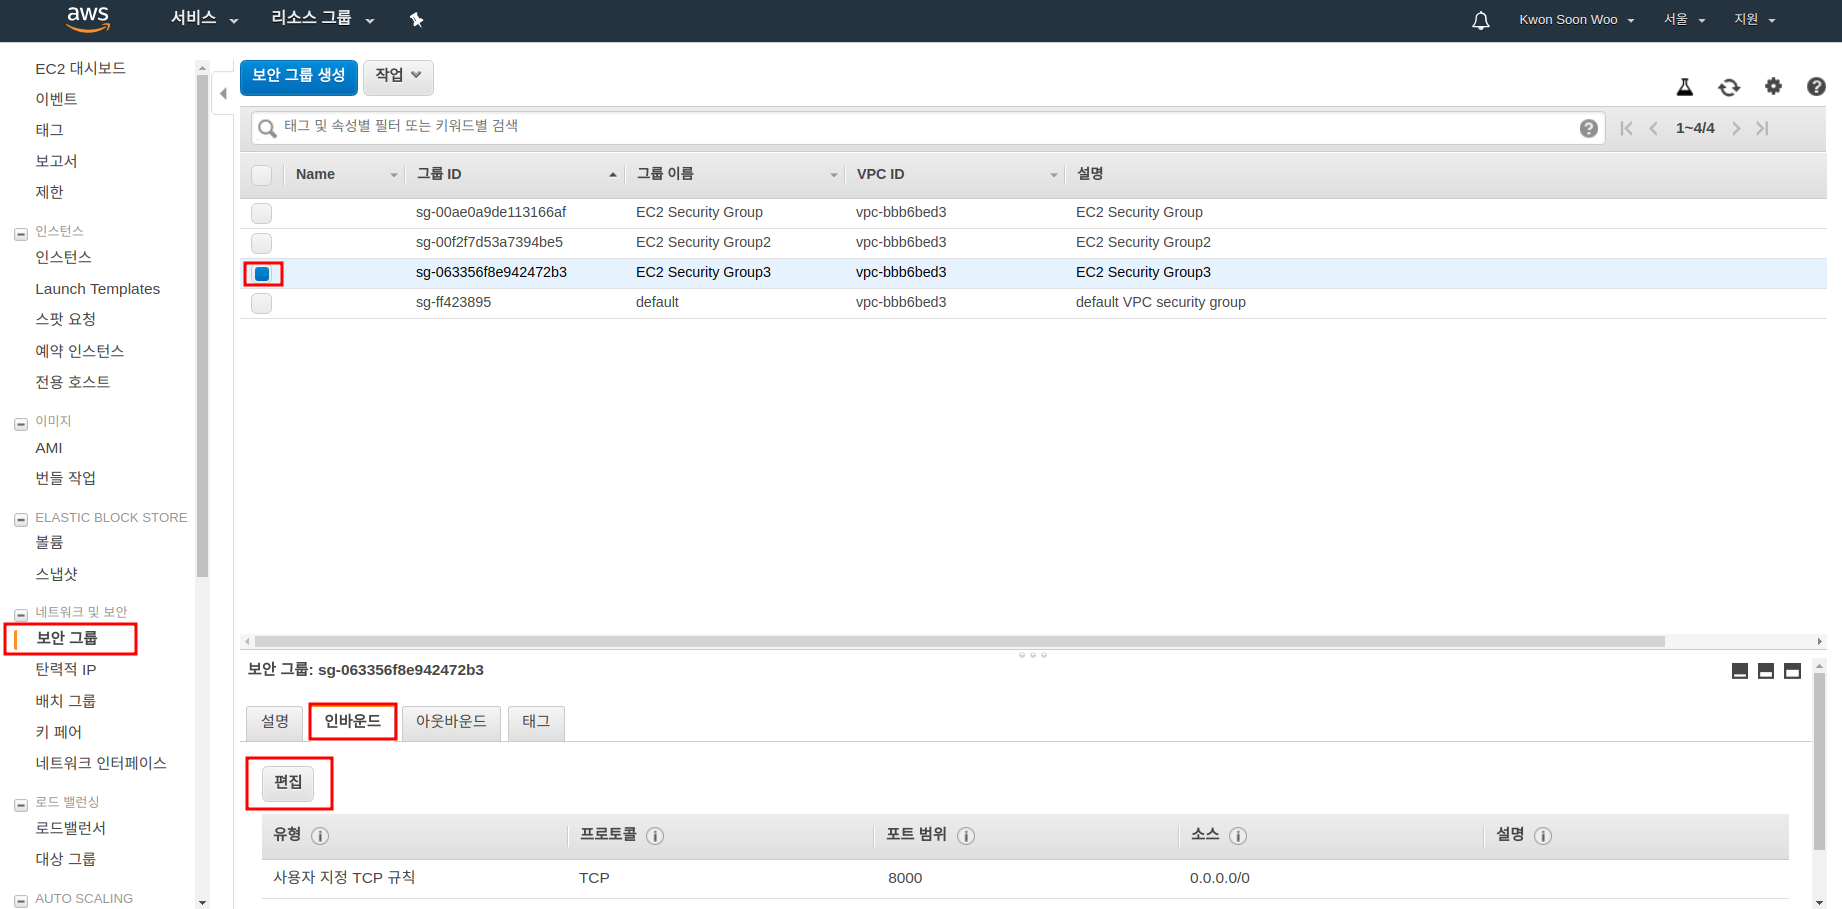 aws 서비스 리소스 그룹 Kwon Soon Woo 서울 지원
EC2 대시보드
이벤트
태그
보고서
제한
인스턴스
인스턴스
Launch Templates
스팟 요청
예약 인스턴스
전용 호스트
이미지
AMI
번들 작업
ELASTIC BLOCK STORE
볼륨
스냅샷
네트워크 및 보안
보안 그룹
탄력적 IP
배치 그룹
키 페어
네트워크 인터페이스
로드 밸런싱
로드밸런서
대상 그룹
AUTO SCALING
보안 그룹 생성 작업
태그 및 속성별 필터 또는 키워드별 검색 1~4/4
Name 그룹 ID 그룹 이름 VPC ID 설명
sg-00ae0a9de113166af EC2 Security Group vpc-bbb6bed3 EC2 Security Group
sg-00f2f7d53a7394be5 EC2 Security Group2 vpc-bbb6bed3 EC2 Security Group2
sg-063356f8e942472b3 EC2 Security Group3 vpc-bbb6bed3 EC2 Security Group3
sg-ff423895 default vpc-bbb6bed3 default VPC security group
보안 그룹: sg-063356f8e942472b3
설명 인바운드 아웃바운드 태그
편집
유형 프로토콜 포트 범위 소스 설명
사용자 지정 TCP 규칙 TCP 8000 0.0.0.0/0